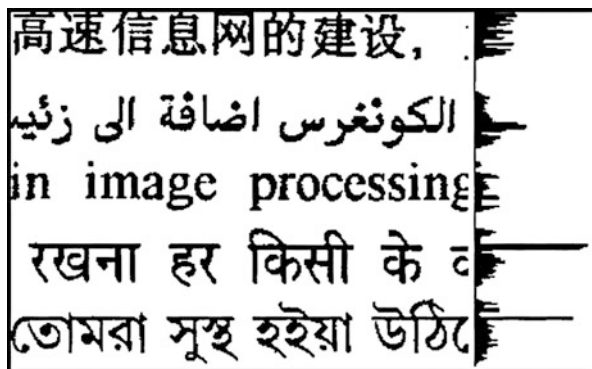 高速信息网的建设，
الكونغرس اضافة الى
in image processing
रखना हर किसी के
তোমরা সুস্থ হইয়া